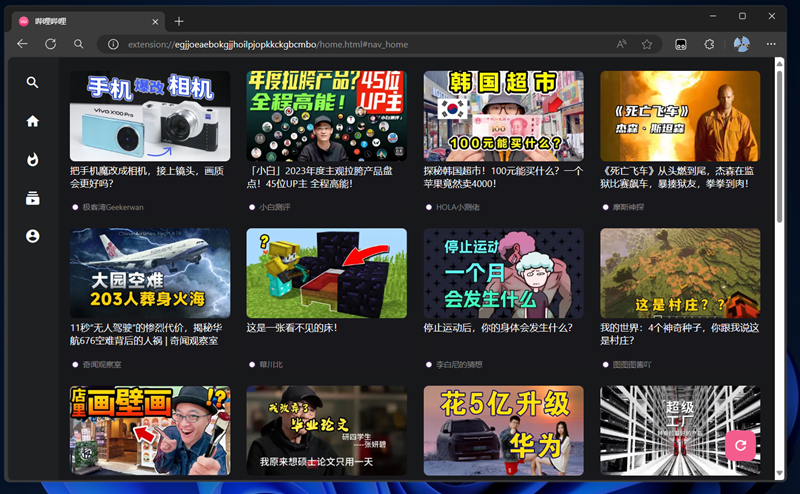 哔哩哔哩
extension://egjjoeaebokgjjhoilpjopkkckgbcmbo/home.html#nav_home
手机爆改相机
vivo X100 Pro
把手机魔改成相机，接上镜头，画质会更好吗？
极客湾Geekerwan
年度拉胯产品？45位
全程高能！UP主
「小白」2023年度主观拉胯产品盘点！45位UP主 全程高能！
小白测评
韩国超市
100
100元能买什么？
探秘韩国超市！100元能买什么？一个苹果竟然卖4000！
HOLA小测佬
《死亡飞车》
杰森·斯坦森
《死亡飞车》从头燃到尾，杰森在监狱比赛飙车，暴揍狱友，拳拳到肉！
摩斯神探
大园空难
203人葬身火海
11秒“无人驾驶”的惨烈代价，揭秘华航676空难背后的人祸 | 奇闻观察室
奇闻观察室
?
这是一张看不见的床！
幕川北
停止运动
一个月
会发生什么
停止运动后，你的身体会发生什么？
李白尼的猜想
这是村庄？？
我的世界：4个神奇种子，你跟我说这是村庄？
图图图酱吖
店里画壁画!?
我放弃了
毕业论文
研四学生
----张妍碧
我原来想硕士论文只用一天
花5亿升级
华为
超级
工厂